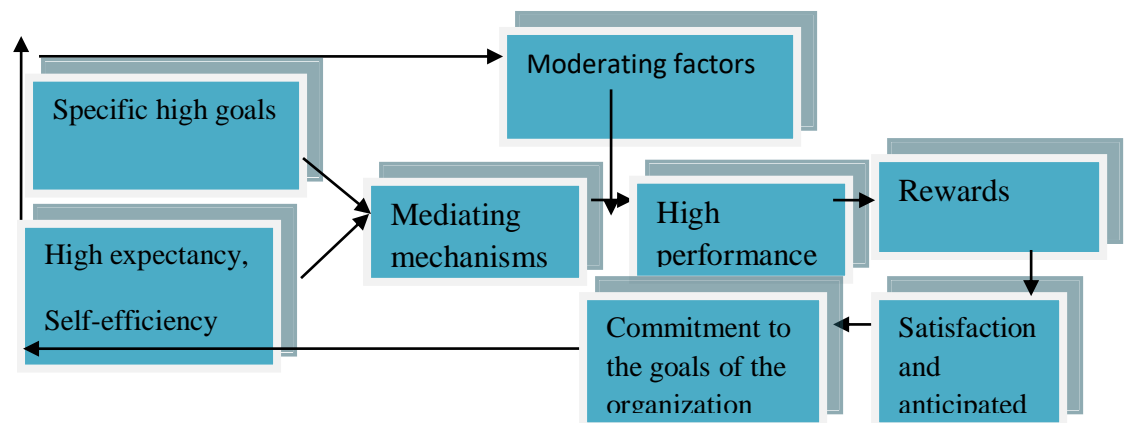 Moderating factors
Specific high goals
Mediating
mechanisms
High
performance
Rewards
High expectancy,
Self-efficiency
Commitment to
the goals of the
organization
Satisfaction
and
anticipated